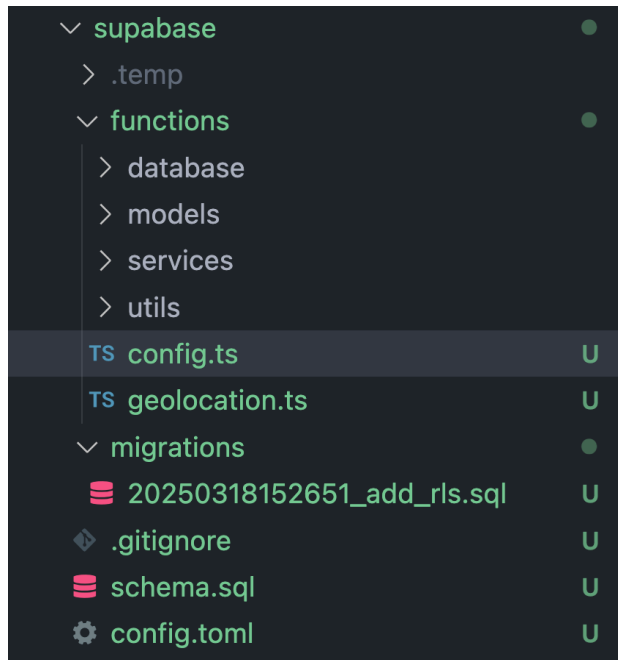 supabase
.temp
functions
database
models
services
utils
TS config.ts U
TS geolocation.ts U
migrations
20250318152651_add_rls.sql U
.gitignore U
schema.sql U
config.toml U